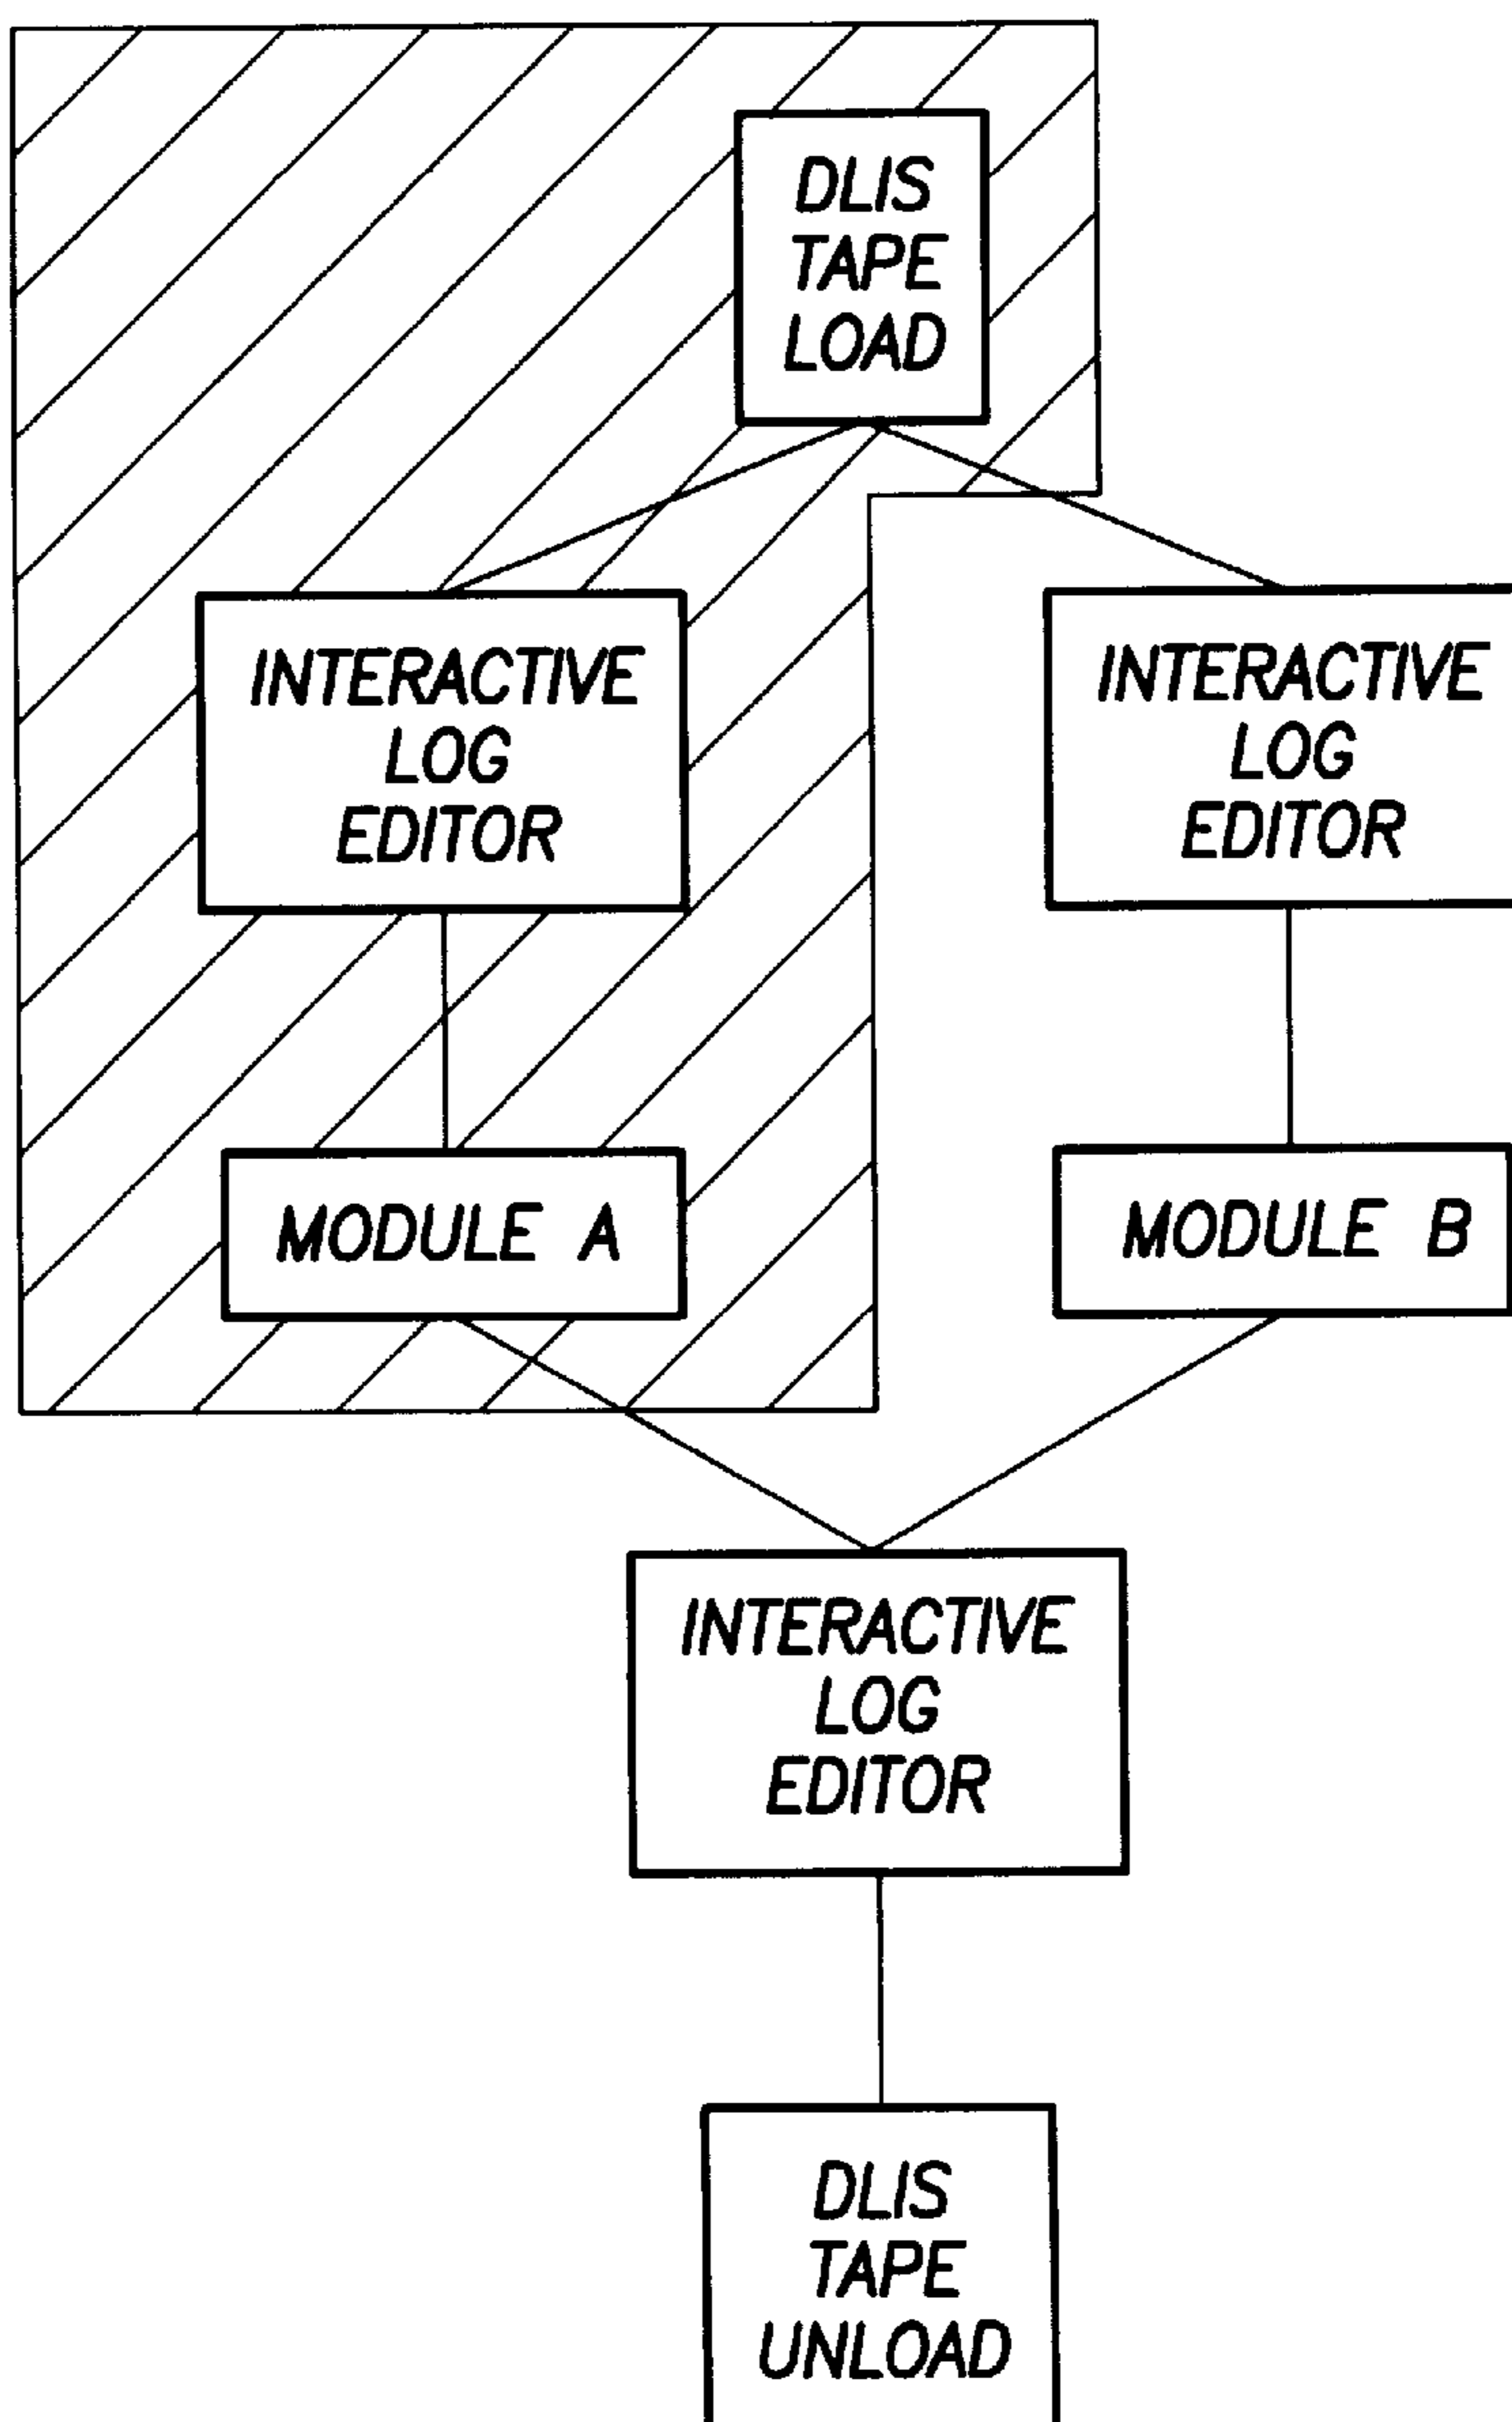 DLIS
TAPE
LOAD
INTERACTIVE
LOG
EDITOR
INTERACTIVE
LOG
EDITOR
MODULE A
MODULE B
INTERACTIVE
LOG
EDITOR
DLIS
TAPE
UNLOAD